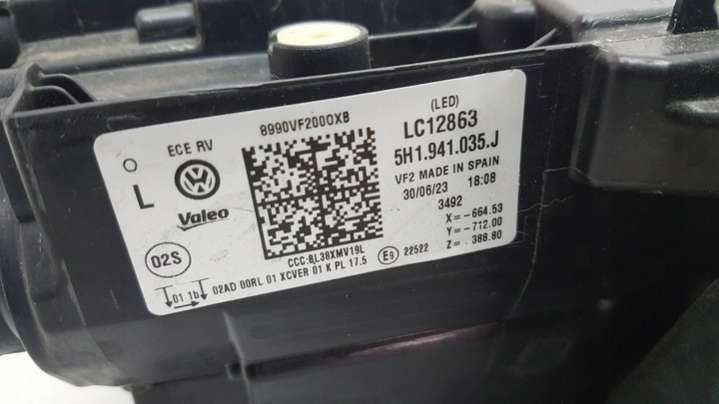 8990VF2000XB
(LED)
ECE RV
LC12863
5H1.941.035.J
O
L
VW
Valeo
VF2 MADE IN SPAIN
30/06/23 18:08
3492
X= -664.53
Y= -712.00
Z= 388.80
02S
CCC:8L38XMV19L
E9 22522
01 1b 02AD 00RL 01 XCVER 01 K PL 17.5